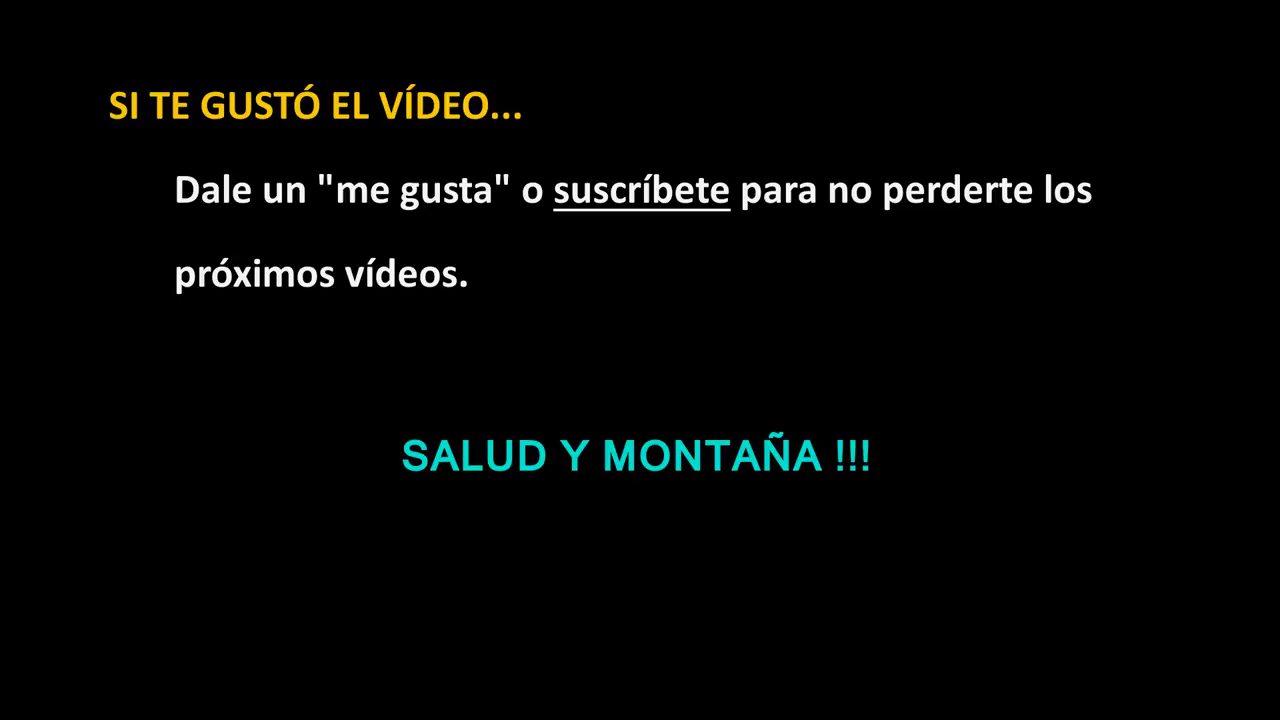 SI TE GUSTÓ EL VÍDEO...
Dale un "me gusta" o suscríbete para no perderte los
próximos vídeos.
SALUD Y MONTAÑA !!!